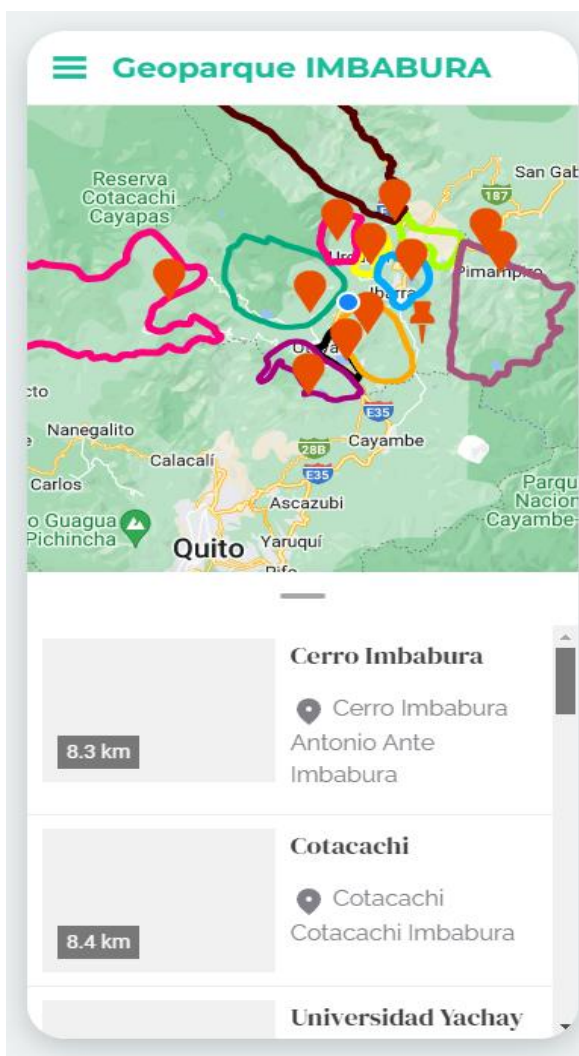 Geoparque IMBABURA
San Gab
Reserva
Cotacachi
Cayapas
187
Pimampiro
Ibarra
cto
E35
Nanegalito
28B
Cayambe
Calacalí
E35
Carlos
Parqu
Ascazubi
Nacion
o Guagua
Cayambe-
Pichincha
Quito
Yaruquí
Cerro Imbabura
Cerro Imbabura
Antonio Ante
Imbabura
8.3 km
Cotacachi
Cotacachi
Cotacachi Imbabura
8.4 km
Universidad Yachay